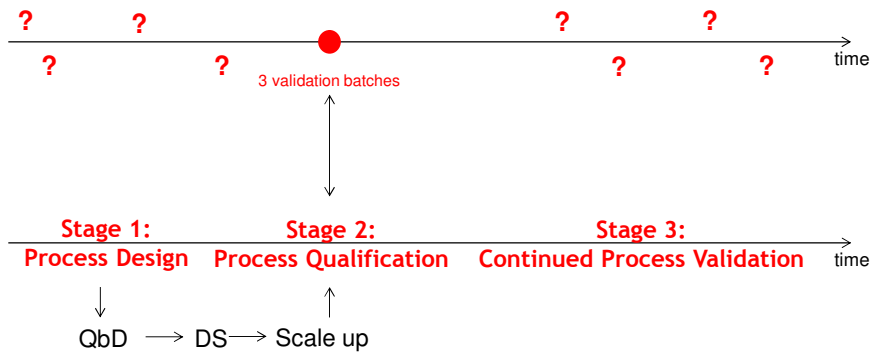 ? ? ? ?
? ? ? ?
time
3 validation batches
Stage 1: Stage 2: Stage 3:
Process Design Process Qualification Continued Process Validation
time
QbD DS Scale up